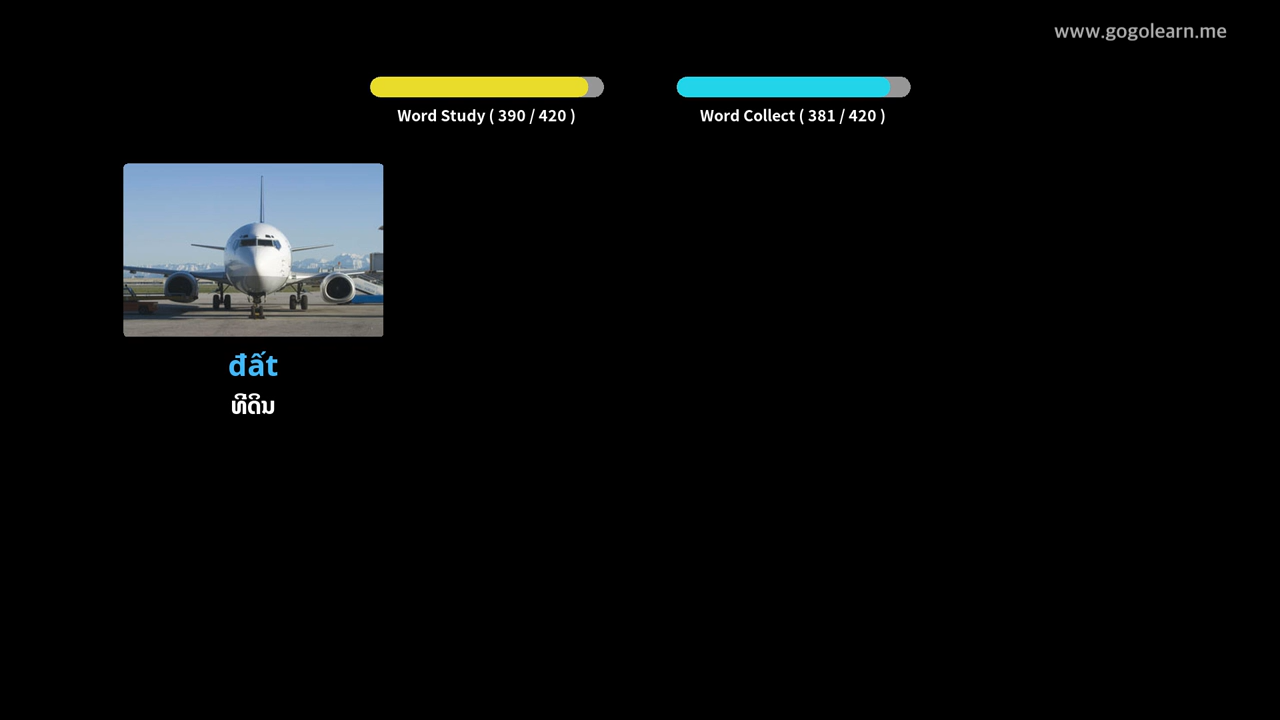 www.gogolearn.me
Word Study ( 390 / 420 )
Word Collect ( 381 / 420 )
đất
ທີ່ດິນ